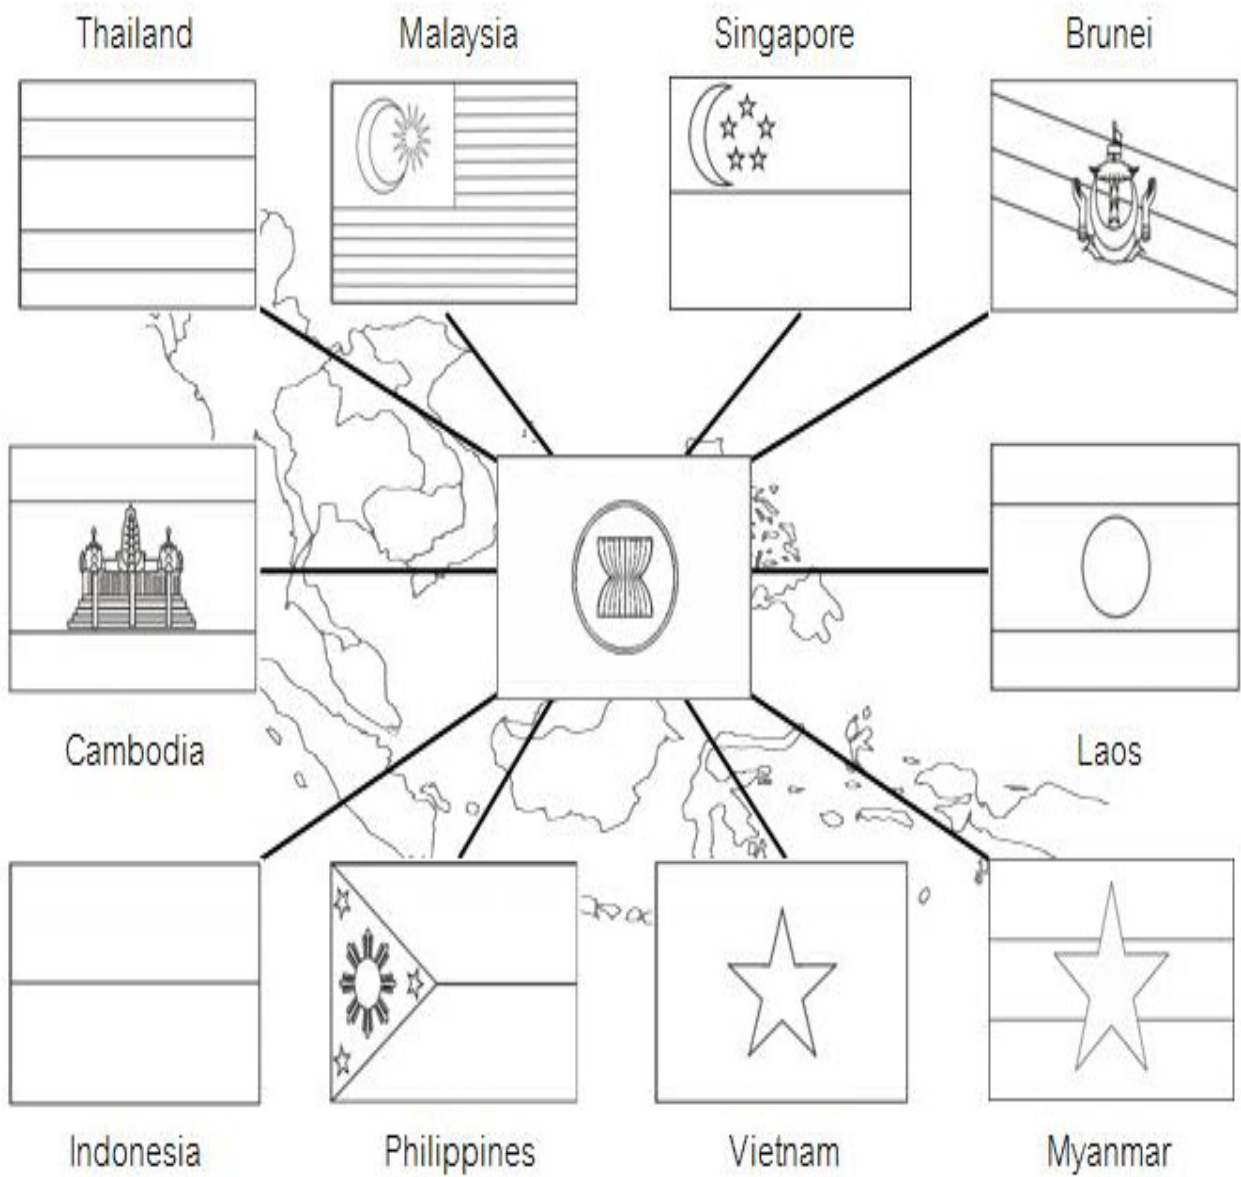 Thailand
Malaysia
Singapore
Brunei
Cambodia
Laos
Indonesia
Philippines
Vietnam
Myanmar